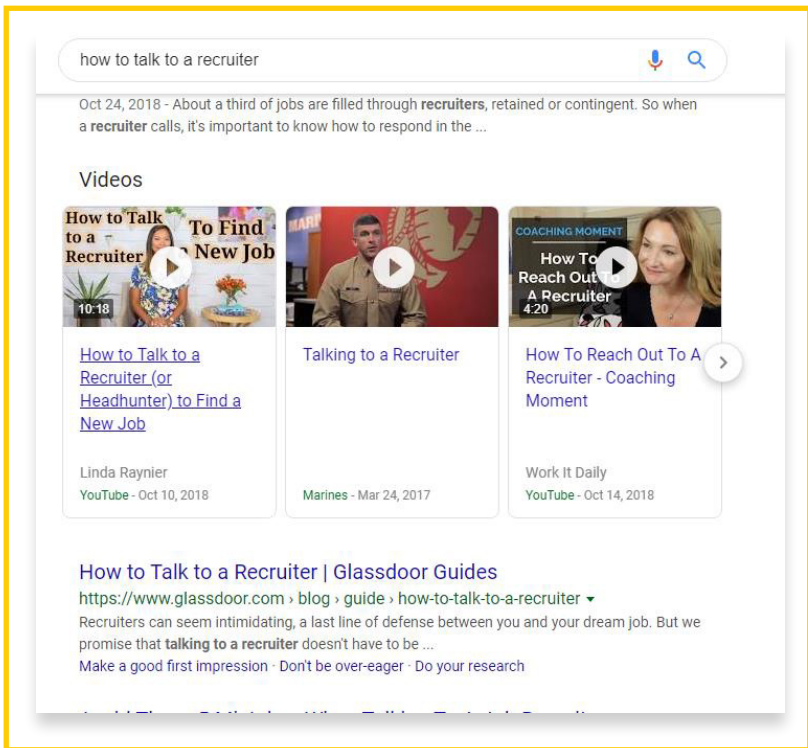 how to talk to a recruiter
Oct 24, 2018 - About a third of jobs are filled through recruiters, retained or contingent. So when
a recruiter calls, it's important to know how to respond in the ...
Videos
How to Talk
to a
Recruiter
To Find
New Job
10:18
How to Talk to a
Recruiter (or
Headhunter) to Find a
New Job
Linda Raynier
YouTube - Oct 10, 2018
MARI
Talking to a Recruiter
Marines - Mar 24, 2017
COACHING MOMENT
How To
Reach Out To
A Recruiter
4:20
How To Reach Out To A
Recruiter - Coaching
Moment
Work It Daily
YouTube - Oct 14, 2018
How to Talk to a Recruiter | Glassdoor Guides
https://www.glassdoor.com › blog › guide › how-to-talk-to-a-recruiter
Recruiters can seem intimidating, a last line of defense between you and your dream job. But we
promise that talking to a recruiter doesn't have to be ...
Make a good first impression · Don't be over-eager · Do your research